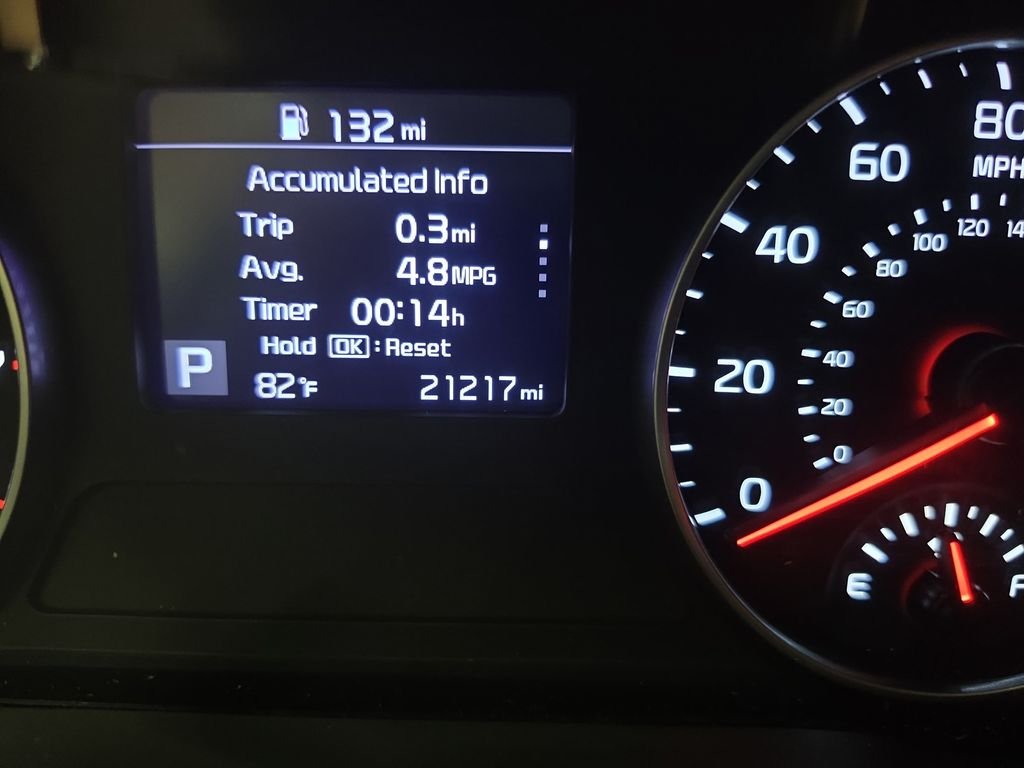 132 mi
Accumulated Info
Trip 0.3 mi
Avg. 4.8 MPG
Timer 00:14 h
Hold OK : Reset
P
82°F 21217 mi
80
MPH
60
40
20
0
120
100
80
60
40
20
0
E